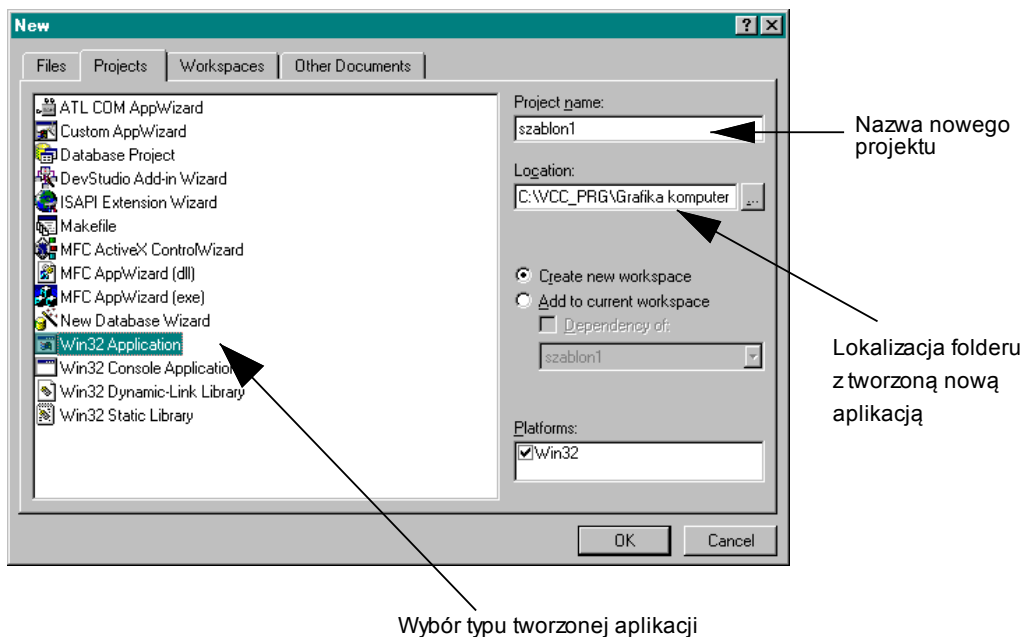 New
Files Projects Workspaces Other Documents
ATL COM AppWizard
Custom AppWizard
Database Project
DevStudio Add-in Wizard
ISAPI Extension Wizard
Makefile
MFC ActiveX ControlWizard
MFC AppWizard (dll)
MFC AppWizard (exe)
New Database Wizard
Win32 Application
Win32 Console Application
Win32 Dynamic-Link Library
Win32 Static Library
Project name:
szablon1
Location:
C:\VCC_PRG\Grafika komputer ...
Create new workspace
Add to current workspace
Dependency of:
szablon1
Platforms:
Win32
OK Cancel
Nazwa nowego
projektu
Lokalizacja folderu
z tworzoną nową
aplikacją
Wybór typu tworzonej aplikacji